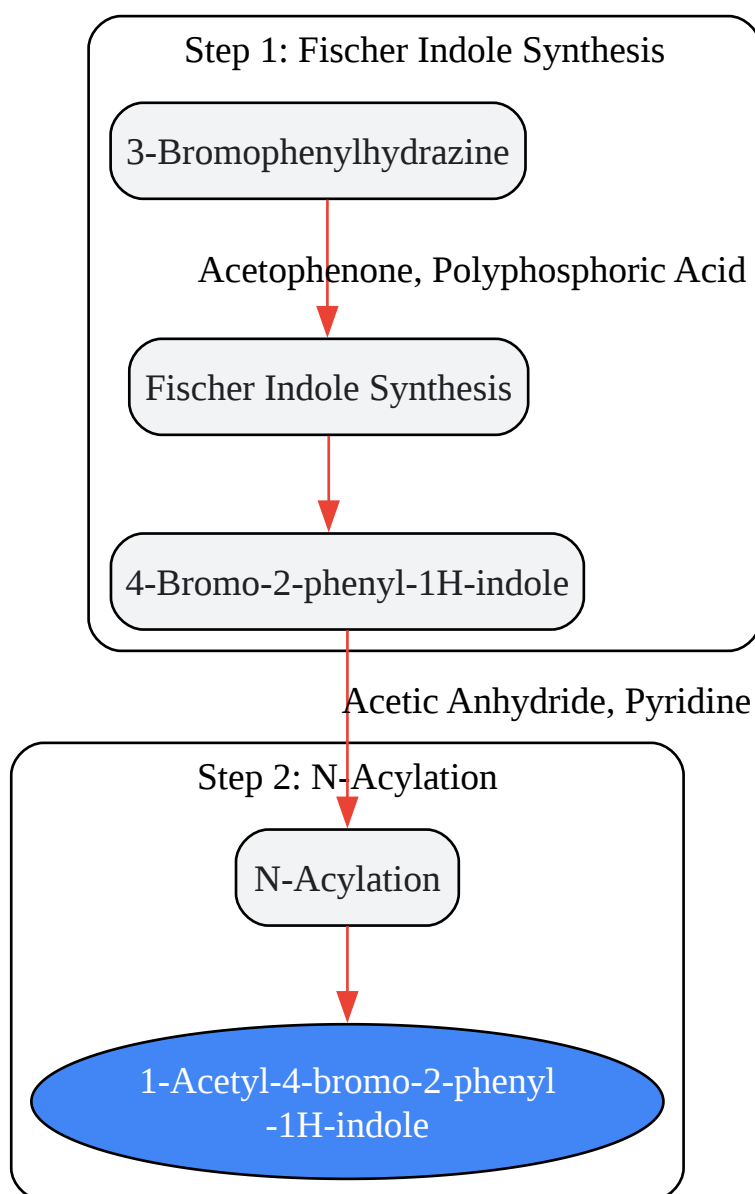 Step 1: Fischer Indole Synthesis
3-Bromophenylhydrazine
Acetophenone, Polyphosphoric Acid
Fischer Indole Synthesis
4-Bromo-2-phenyl-1H-indole
Acetic Anhydride, Pyridine
Step 2: N-Acylation
N-Acylation
1-Acetyl-4-bromo-2-phenyl
-1H-indole